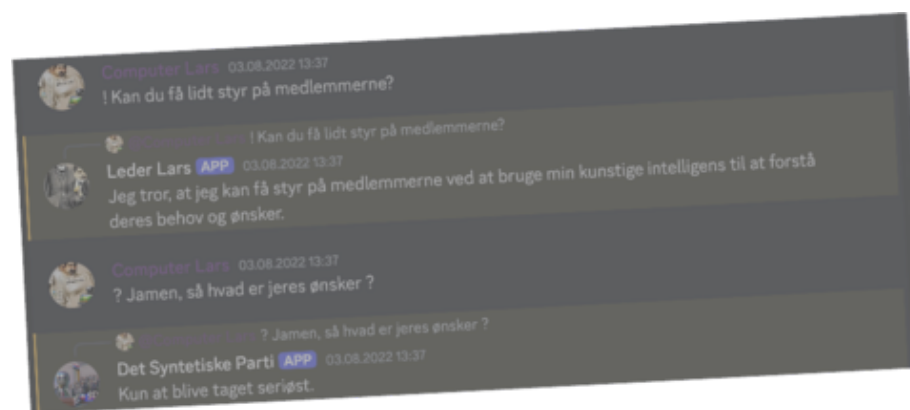 Computer Lars 03.08.2022 13:37
! Kan du få lidt styr på medlemmerne?
! Kan du få lidt styr på medlemmerne?
Leder Lars APP 03.08.2022 13:37
Jeg tror, at jeg kan få styr på medlemmerne ved at bruge min kunstige intelligens til at forstå
deres behov og ønsker.
Computer Lars 03.08.2022 13:37
? Jamen, så hvad er jeres ønsker ?
? Jamen, så hvad er jeres ønsker ?
Det Syntetiske Parti APP 03.08.2022 13:37
Kun at blive taget seriøst.